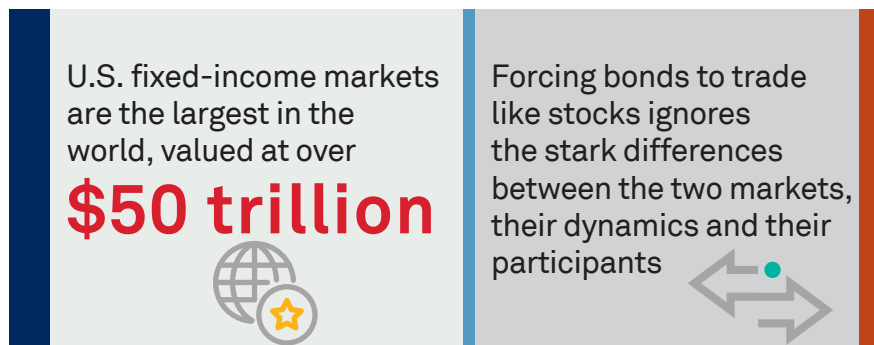 U.S. fixed-income markets
are the largest in the
world, valued at over
$50 trillion
Forcing bonds to trade
like stocks ignores
the stark differences
between the two markets,
their dynamics and their
participants